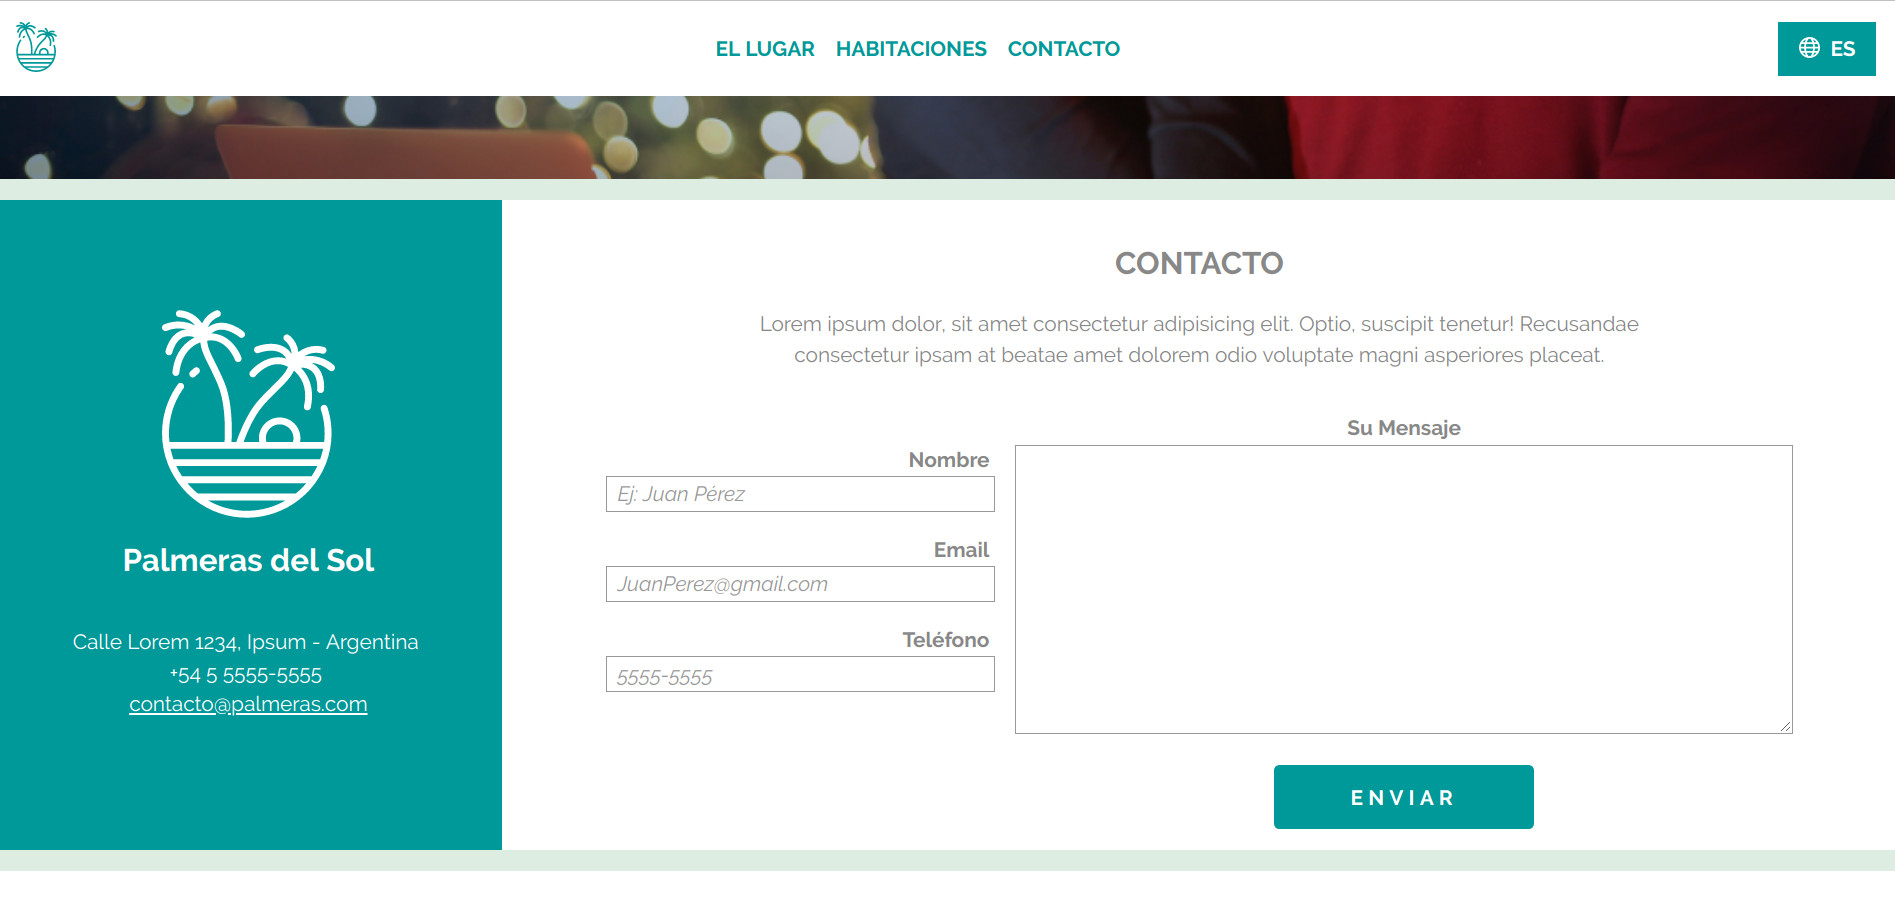 EL LUGAR HABITACIONES CONTACTO
ES
Palmeras del Sol
Calle Lorem 1234, Ipsum - Argentina
+54 5 5555-5555
contacto@palmeras.com
CONTACTO
Lorem ipsum dolor, sit amet consectetur adipisicing elit. Optio, suscipit tenetur! Recusandae
consectetur ipsam at beatae amet dolorem odio voluptate magni asperiores placeat.
Nombre
Ej: Juan Pérez
Email
JuanPerez@gmail.com
Teléfono
5555-5555
Su Mensaje
ENVIAR